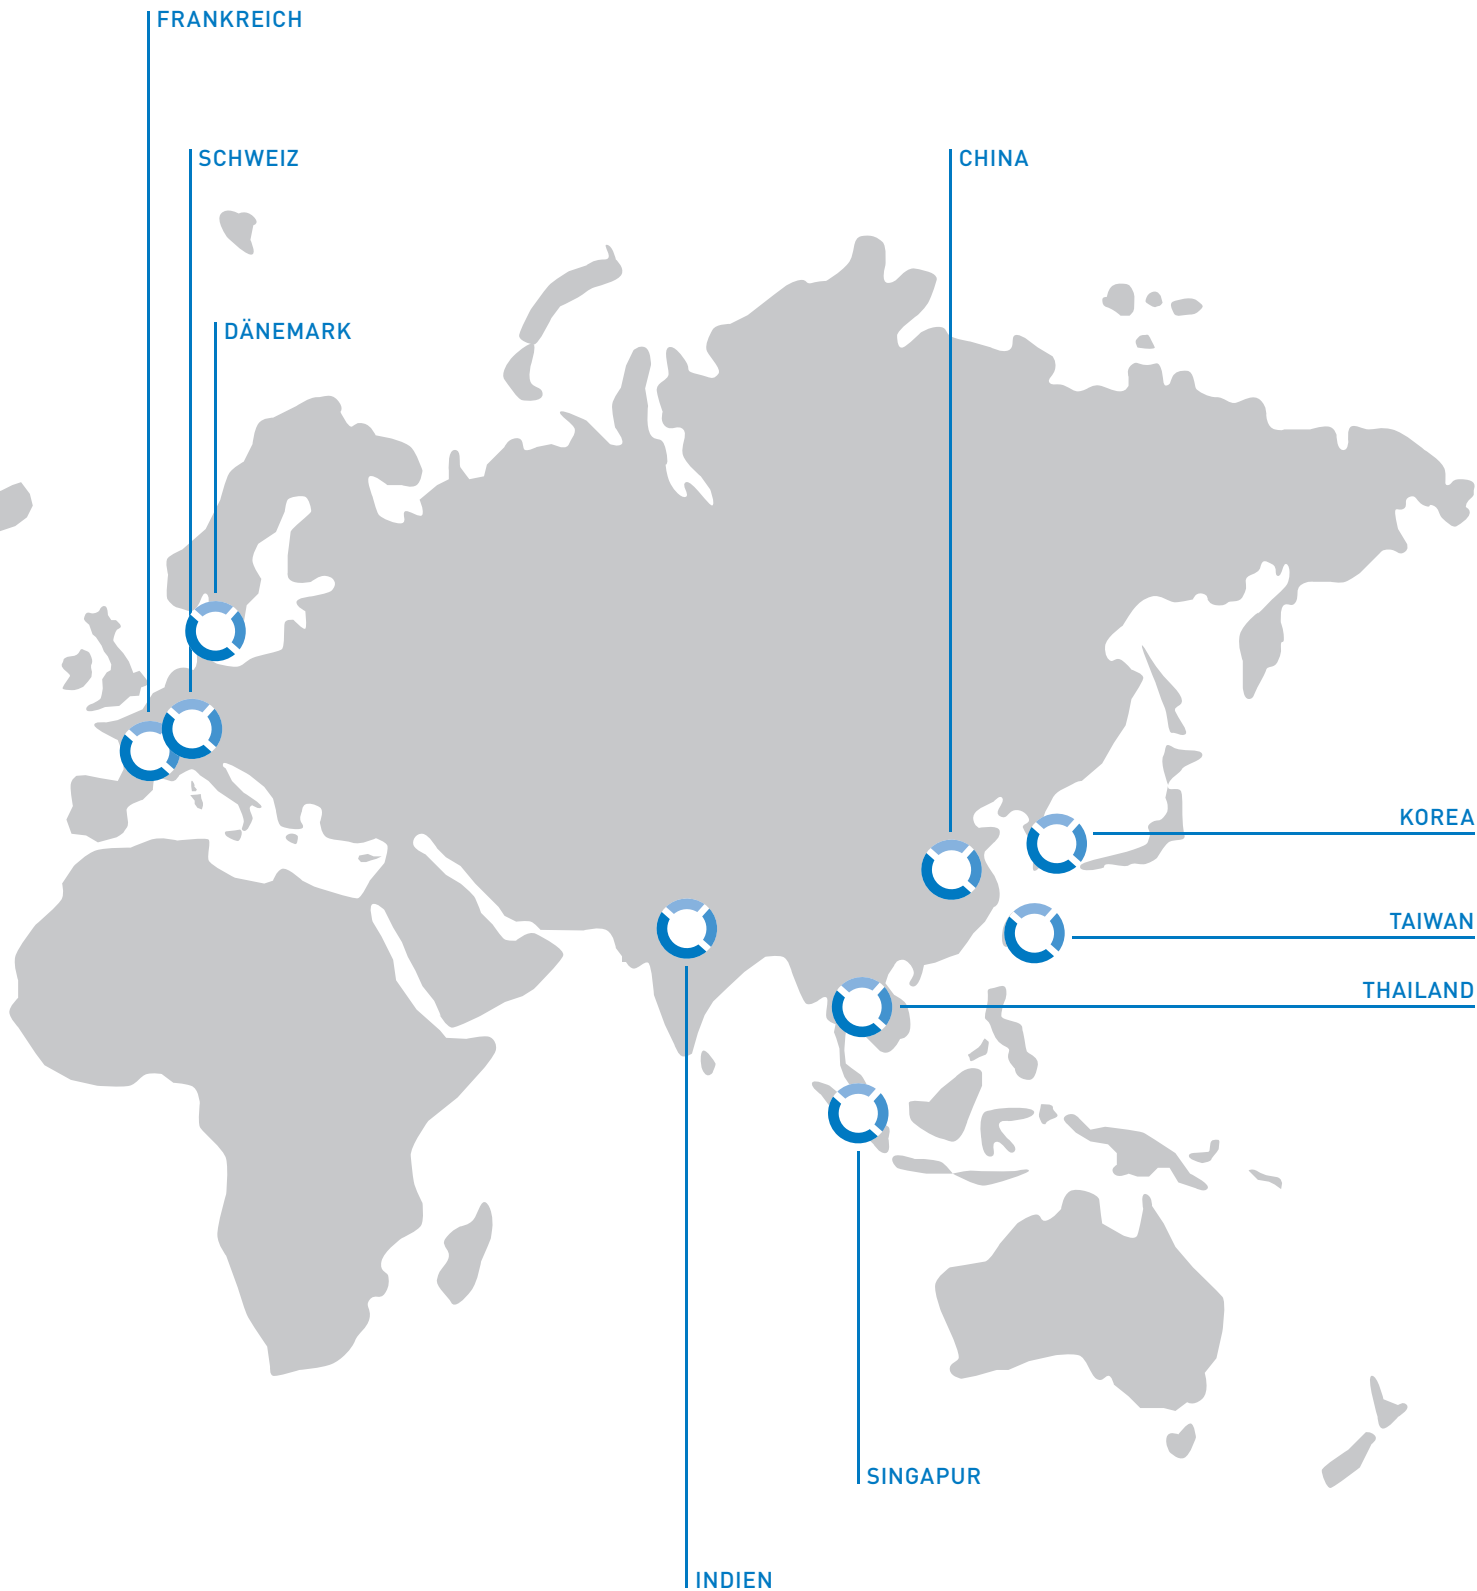 FRANKREICH
SCHWEIZ
CHINA
DÄNEMARK
KOREA
TAIWAN
THAILAND
SINGAPUR
INDIEN